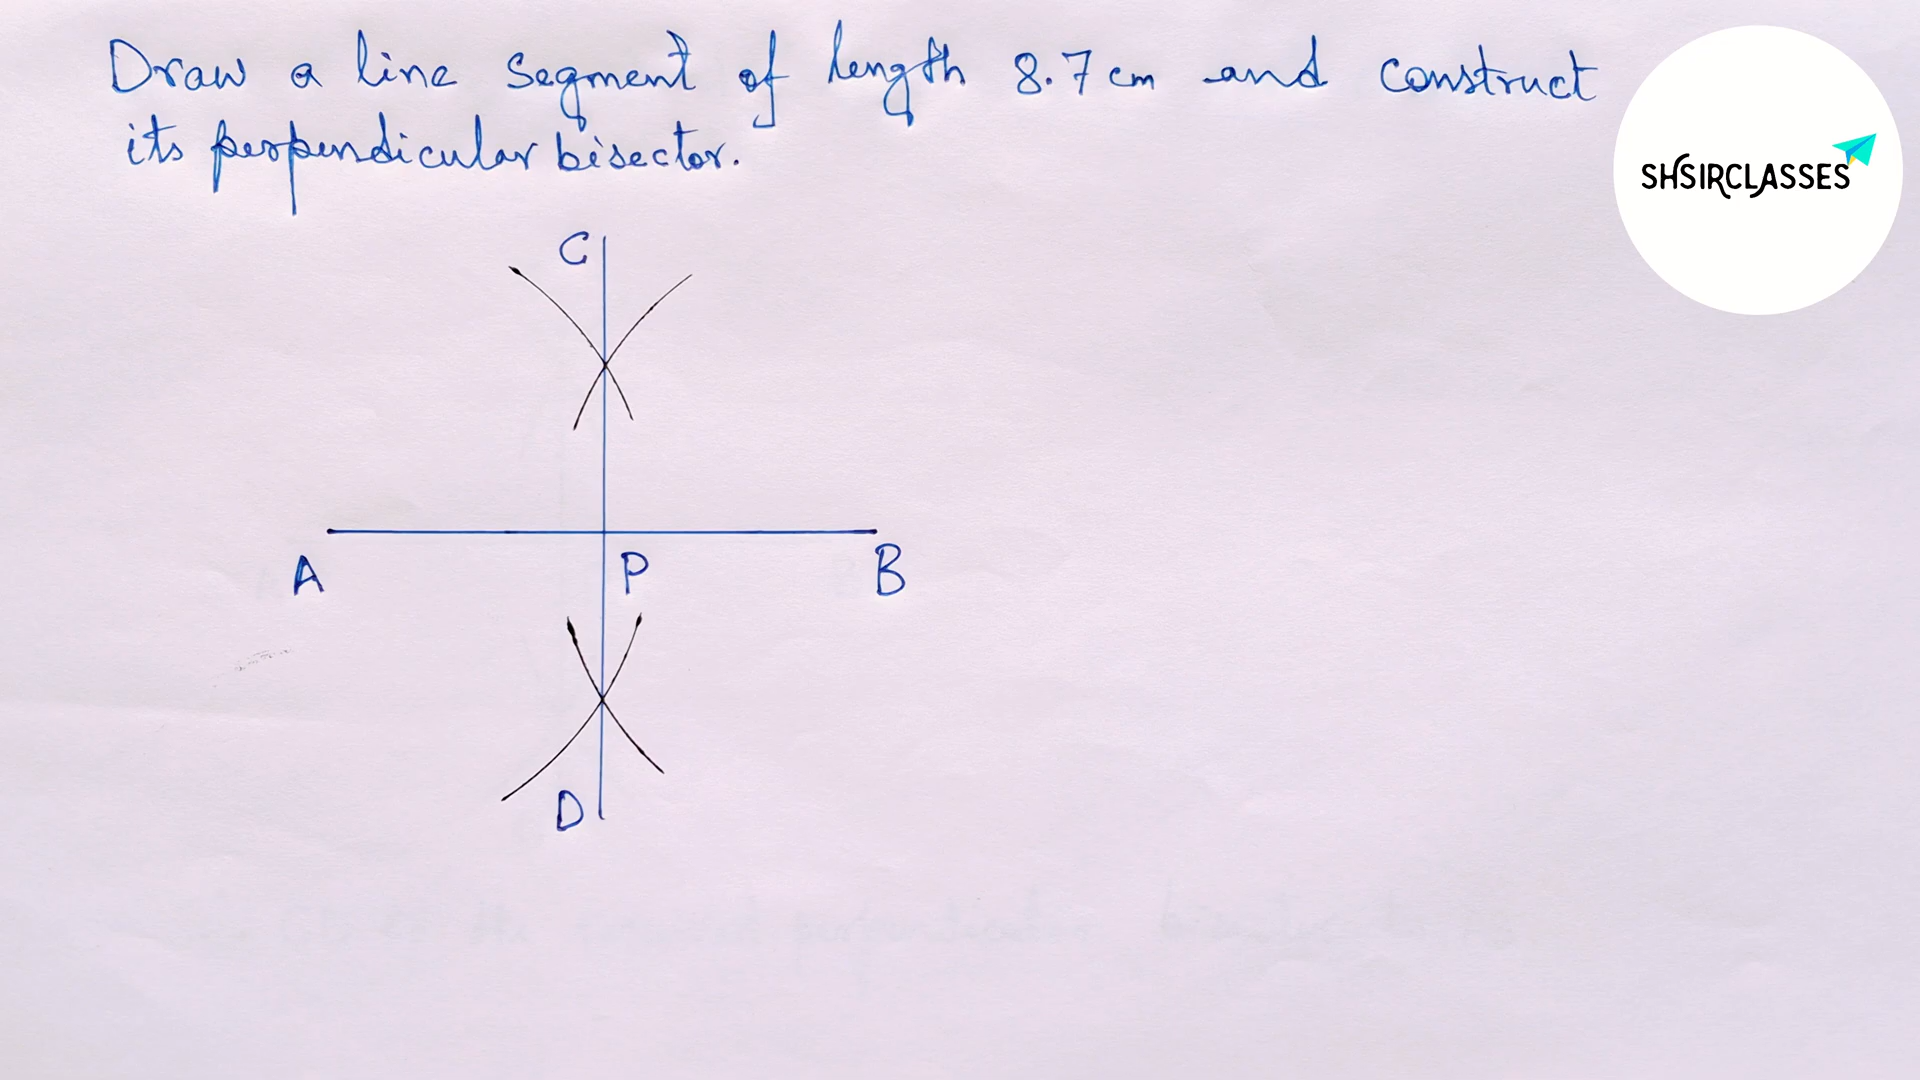 Draw a line segment of length 8.7 cm and construct
its perpendicular bisector.
SHSIRCLASSES
C
A P B
D